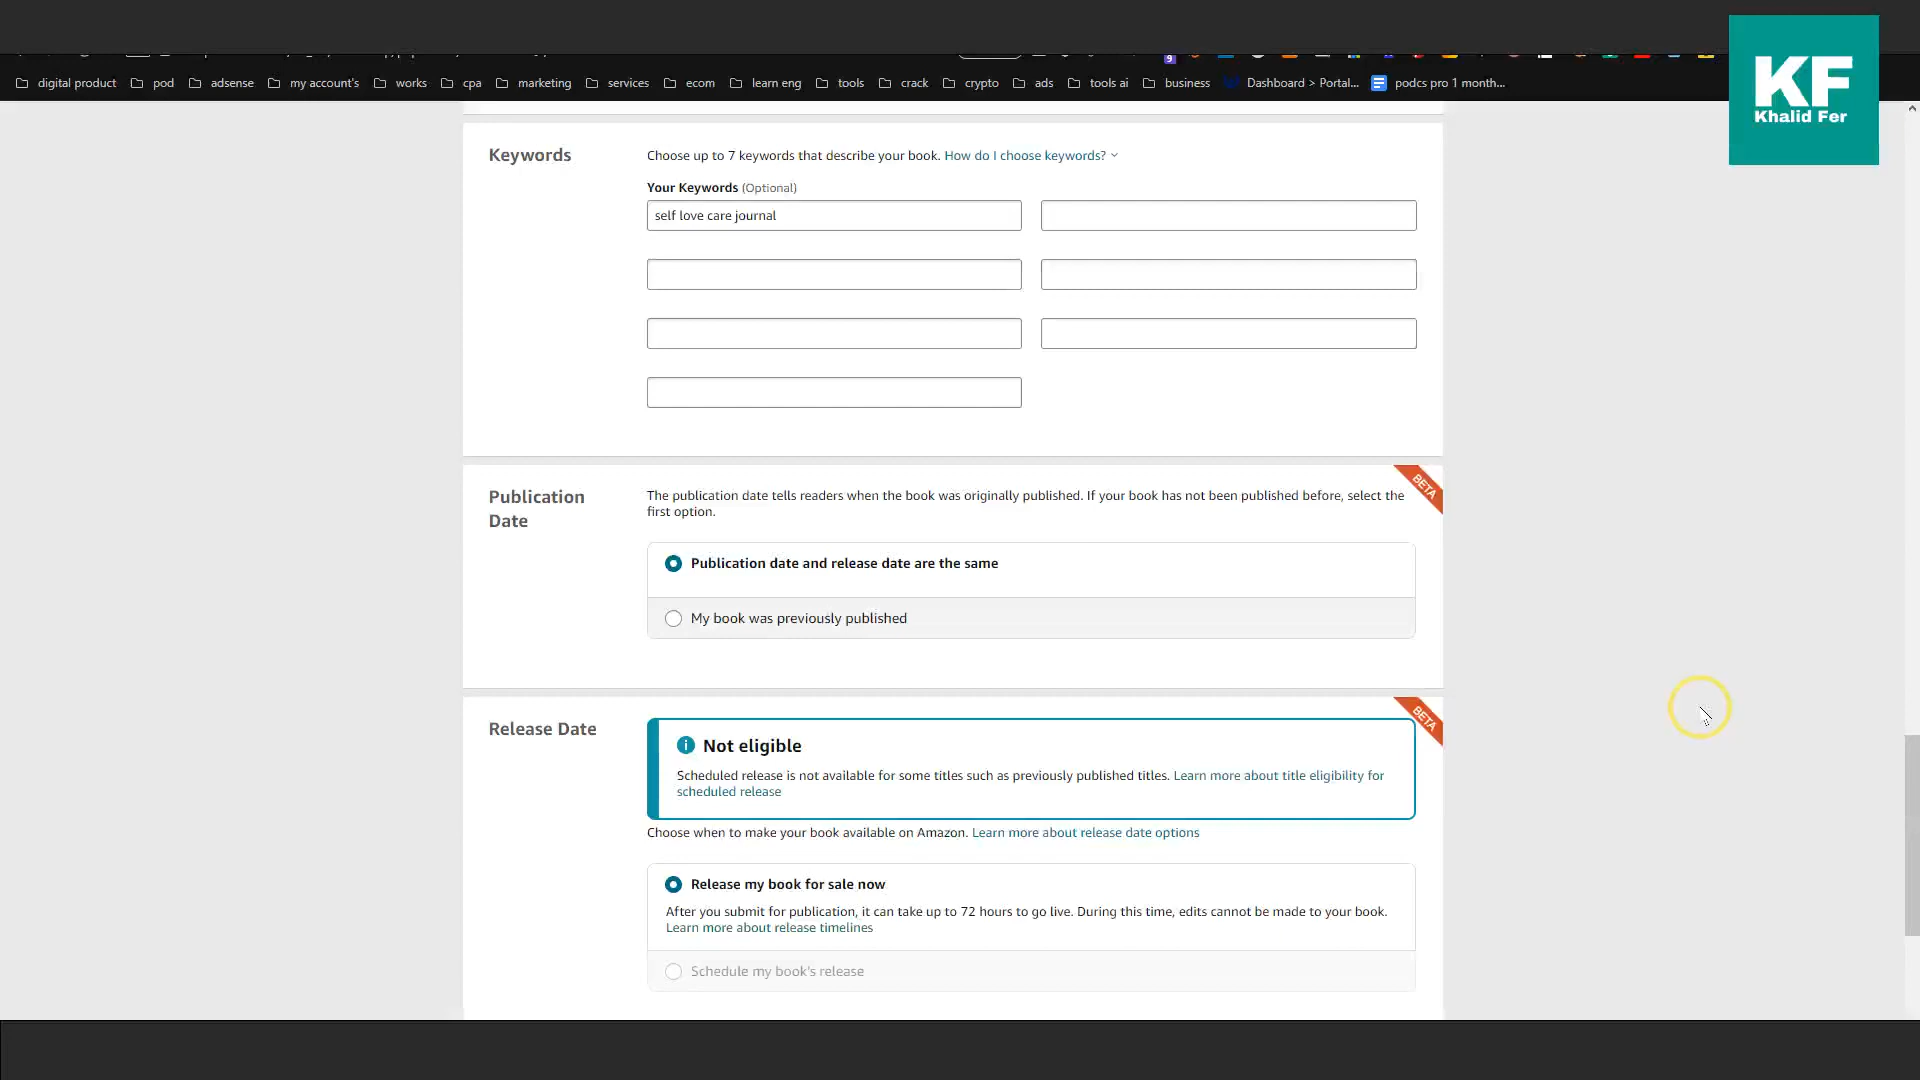 digital product pod adsense my account's works cpa marketing services ecom learn eng tools crack crypto ads tools ai business Dashboard > Portal... podcs pro 1 month...
KF
Khalid Fer
9
Keywords
Choose up to 7 keywords that describe your book. How do I choose keywords?
Your Keywords (Optional)
self love care journal
Publication
Date
The publication date tells readers when the book was originally published. If your book has not been published before, select the
first option.
BETA
Publication date and release date are the same
My book was previously published
Release Date
BETA
Not eligible
Scheduled release is not available for some titles such as previously published titles. Learn more about title eligibility for
scheduled release
Choose when to make your book available on Amazon. Learn more about release date options
Release my book for sale now
After you submit for publication, it can take up to 72 hours to go live. During this time, edits cannot be made to your book.
Learn more about release timelines
Schedule my book's release